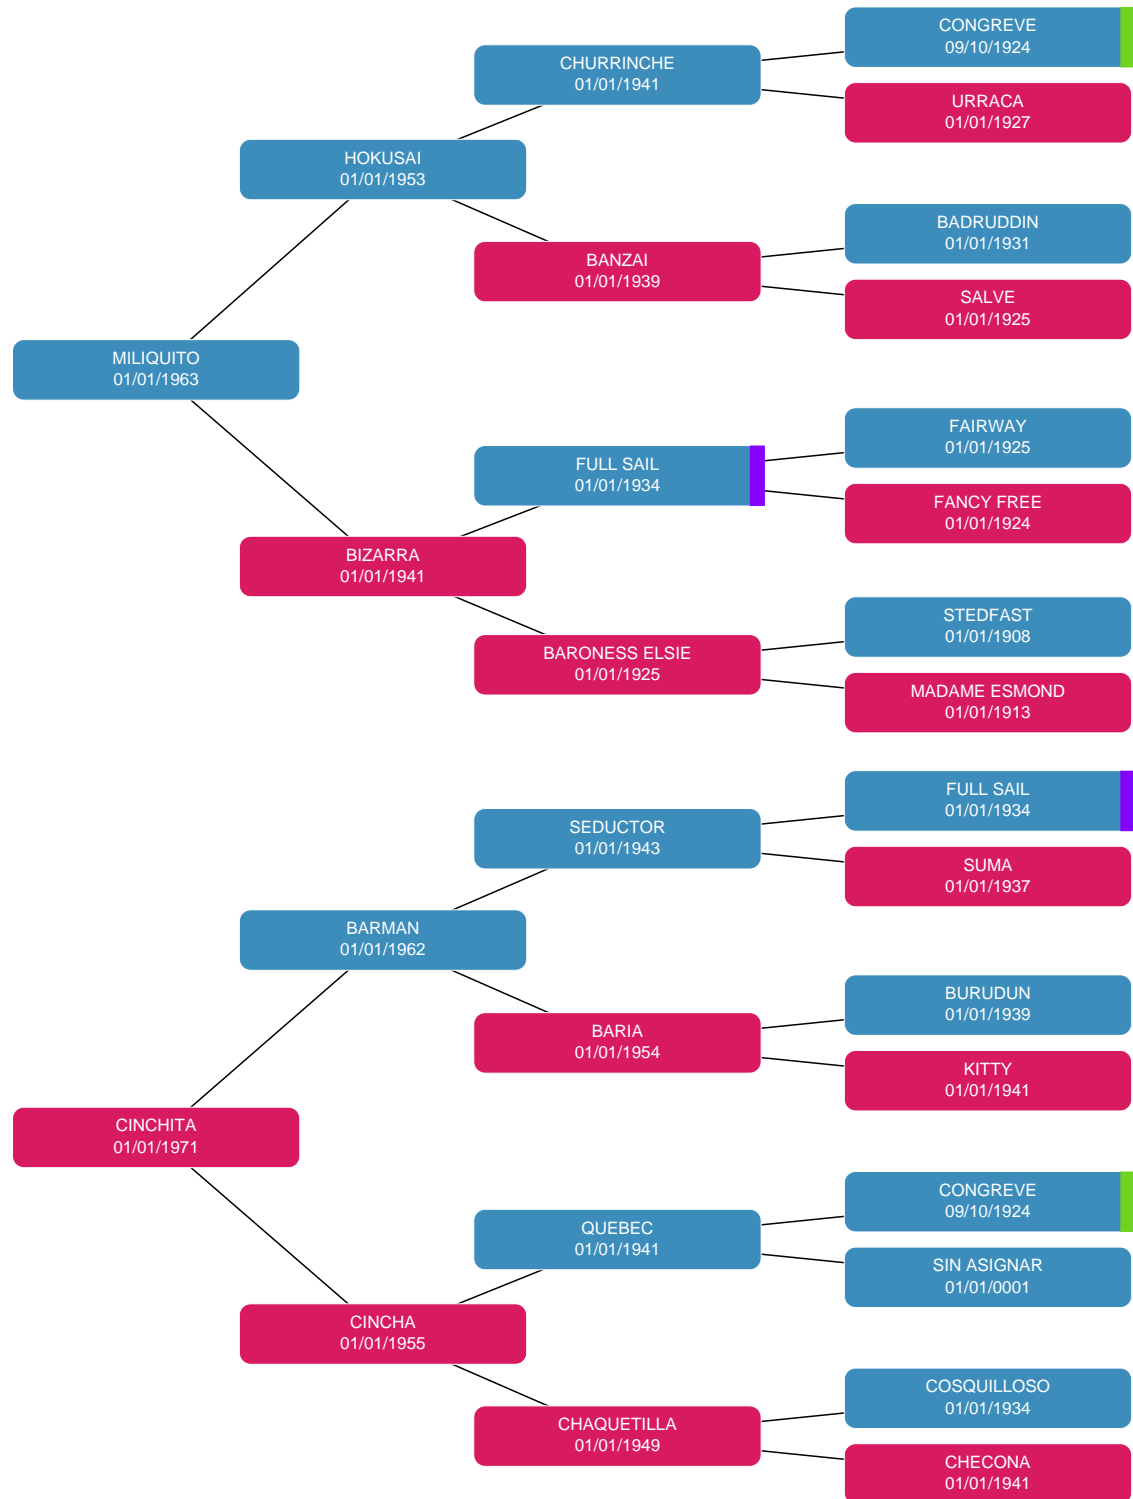 CONGREVE
09/10/1924
CHURRINCHE
01/01/1941
URRACA
01/01/1927
HOKUSAI
01/01/1953
BADRUDDIN
01/01/1931
BANZAI
01/01/1939
SALVE
01/01/1925
MILIQUITO
01/01/1963
FAIRWAY
01/01/1925
FULL SAIL
01/01/1934
FANCY FREE
01/01/1924
BIZARRA
01/01/1941
STEDFAST
01/01/1908
BARONESS ELSIE
01/01/1925
MADAME ESMOND
01/01/1913
FULL SAIL
01/01/1934
SEDUCTOR
01/01/1943
SUMA
01/01/1937
BARMAN
01/01/1962
BURUDUN
01/01/1939
BARIA
01/01/1954
KITTY
01/01/1941
CINCHITA
01/01/1971
CONGREVE
09/10/1924
QUEBEC
01/01/1941
SIN ASIGNAR
01/01/0001
CINCHA
01/01/1955
COSQUILLOSO
01/01/1934
CHAQUETILLA
01/01/1949
CHECONA
01/01/1941